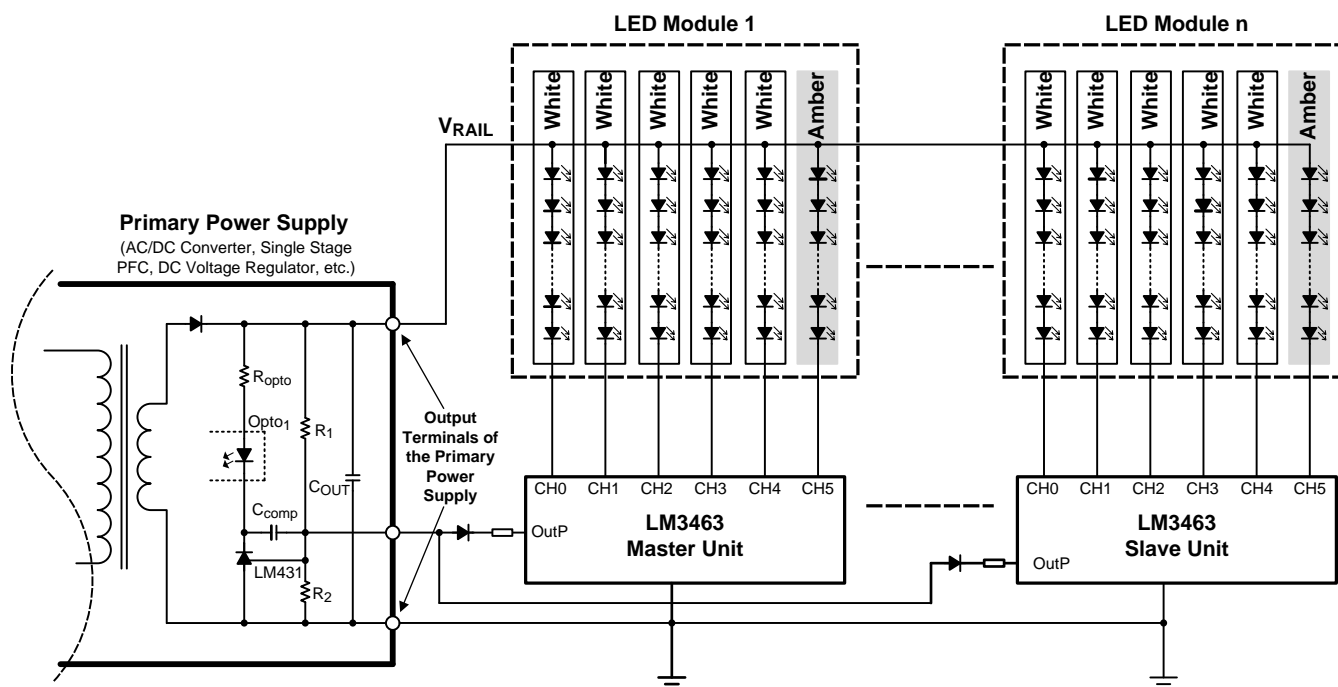 LED Module 1
LED Module n
White
White
White
White
White
Amber
White
White
White
White
White
Amber
VRAIL
Primary Power Supply
(AC/DC Converter, Single Stage
PFC, DC Voltage Regulator, etc.)
Ropto
Opto1
R1
COUT
Ccomp
LM431
R2
Output
Terminals of
the Primary
Power
Supply
CH0 CH1 CH2 CH3 CH4 CH5
OutP
LM3463
Master Unit
CH0 CH1 CH2 CH3 CH4 CH5
LM3463
Slave Unit
OutP